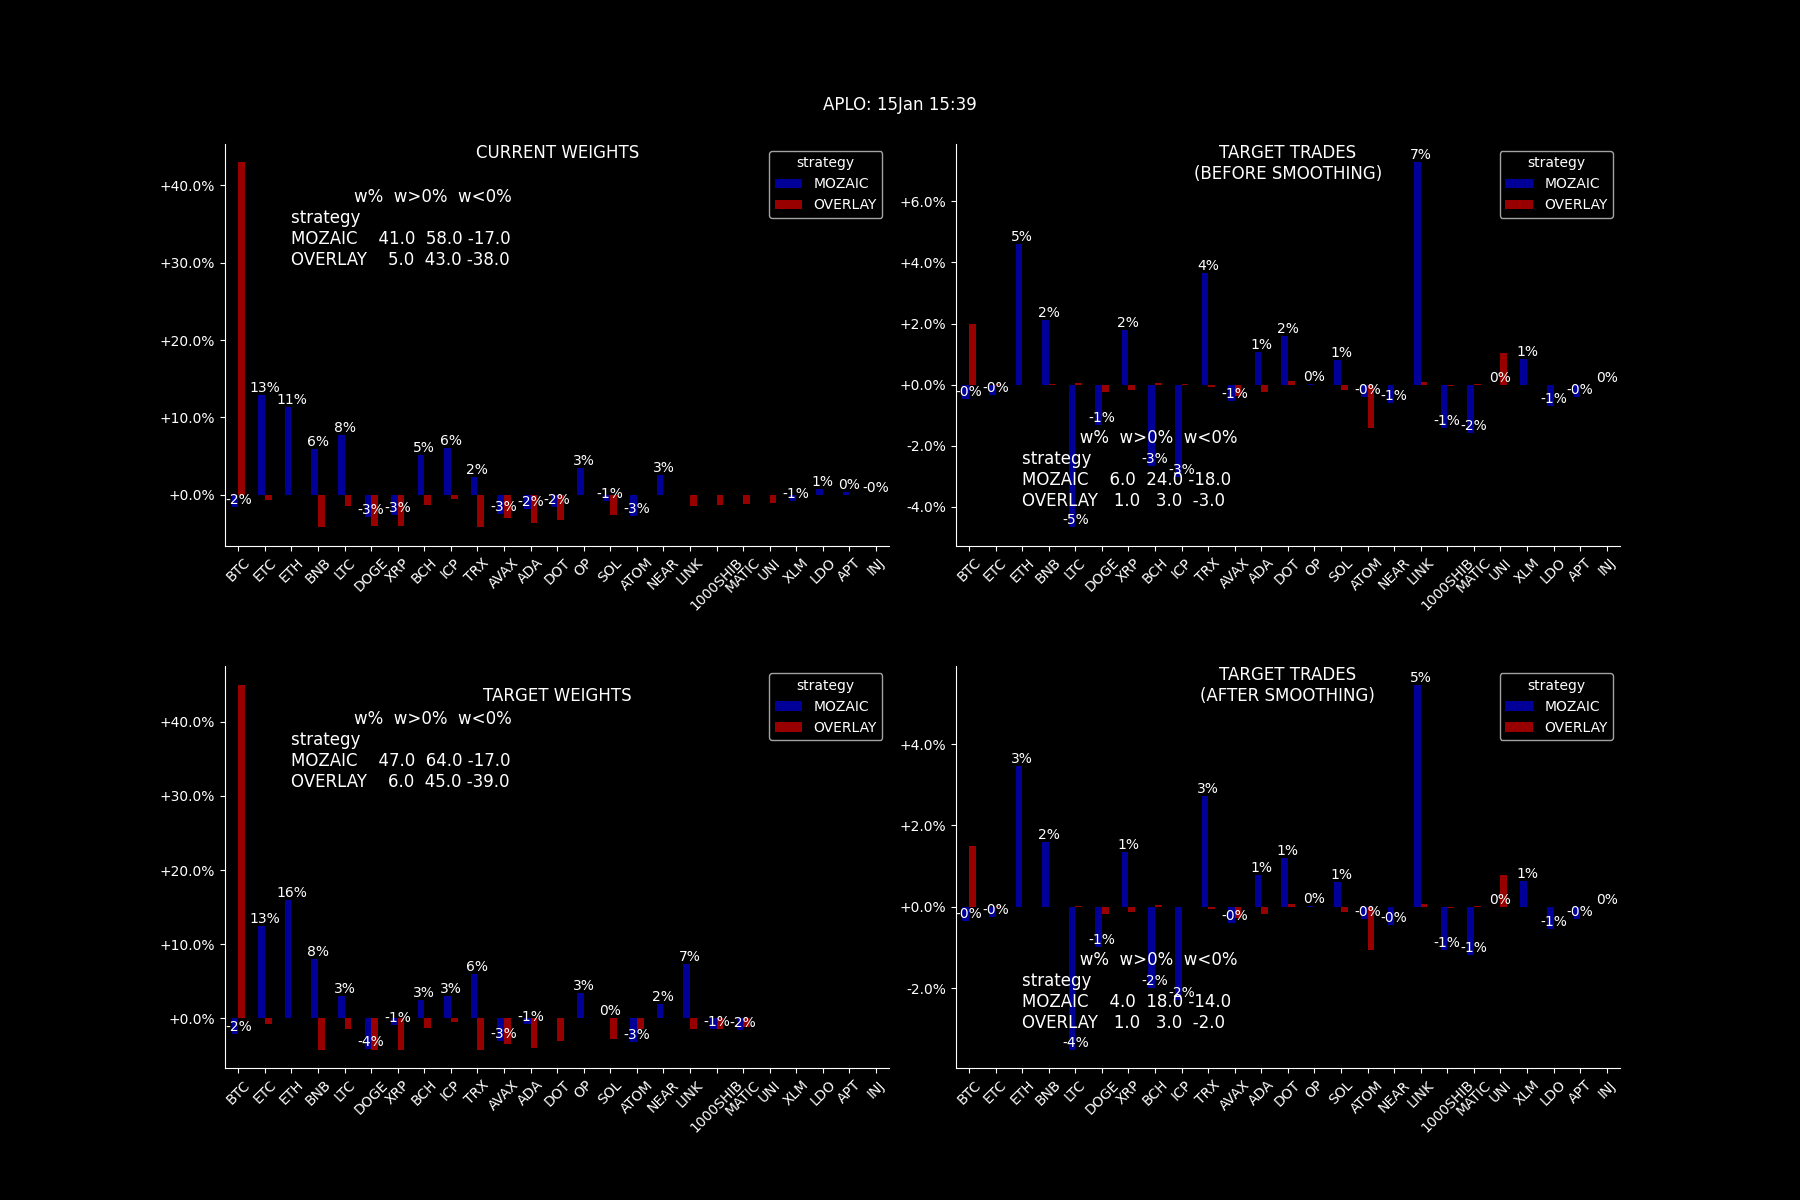 APLO: 15Jan 15:39
CURRENT WEIGHTS
w% w>0% w<0%
strategy
MOZAIC 41.0 58.0 -17.0
OVERLAY 5.0 43.0 -38.0
strategy
MOZAIC
OVERLAY
+40.0%
+30.0%
+20.0%
+10.0%
+0.0%
-2% 13% 11% 6% 8% -3% -3% 5% 6% 2% -3% -2% -2% 3% -1% -3% 3% -1% 1% 0% -0%
BTC ETC ETH BNB LTC DOGE XRP BCH ICP TRX AVAX ADA DOT OP SOL ATOM NEAR LINK 1000SHIB MATIC UNI XLM LDO APT INJ
TARGET TRADES
(BEFORE SMOOTHING)
strategy
MOZAIC
OVERLAY
+6.0%
+4.0%
+2.0%
+0.0%
-2.0%
-4.0%
-0% -0% 5% 2% -5% -1% 2% -3% -3% 4% -1% 1% 2% 0% 1% -0% -1% 7% -1% -2% 0% 1% -1% -0% 0%
w% w>0% w<0%
strategy
MOZAIC 6.0 24.0 -18.0
OVERLAY 1.0 3.0 -3.0
BTC ETC ETH BNB LTC DOGE XRP BCH ICP TRX AVAX ADA DOT OP SOL ATOM NEAR LINK 1000SHIB MATIC UNI XLM LDO APT INJ
TARGET WEIGHTS
w% w>0% w<0%
strategy
MOZAIC 47.0 64.0 -17.0
OVERLAY 6.0 45.0 -39.0
strategy
MOZAIC
OVERLAY
+40.0%
+30.0%
+20.0%
+10.0%
+0.0%
-2% 13% 16% 8% 3% -4% -1% 3% 3% 6% -3% -1% 3% 0% -3% 2% 7% -1% -2%
BTC ETC ETH BNB LTC DOGE XRP BCH ICP TRX AVAX ADA DOT OP SOL ATOM NEAR LINK 1000SHIB MATIC UNI XLM LDO APT INJ
TARGET TRADES
(AFTER SMOOTHING)
strategy
MOZAIC
OVERLAY
+4.0%
+2.0%
+0.0%
-2.0%
-0% -0% 3% 2% -4% -1% 1% -2% -2% 3% -0% 1% 1% 0% 1% -0% -0% 5% -1% -1% 0% 1% -1% -0% 0%
w% w>0% w<0%
strategy
MOZAIC 4.0 18.0 -14.0
OVERLAY 1.0 3.0 -2.0
BTC ETC ETH BNB LTC DOGE XRP BCH ICP TRX AVAX ADA DOT OP SOL ATOM NEAR LINK 1000SHIB MATIC UNI XLM LDO APT INJ